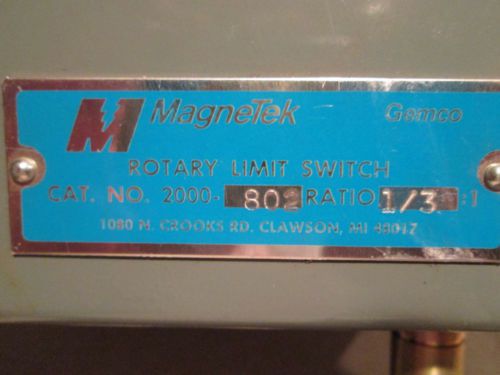 M MagneTek Gemco
ROTARY LIMIT SWITCH
CAT. NO. 2000-802 RATIO 1/3 :1
1080 N. CROOKS RD. CLAWSON, MI 48017